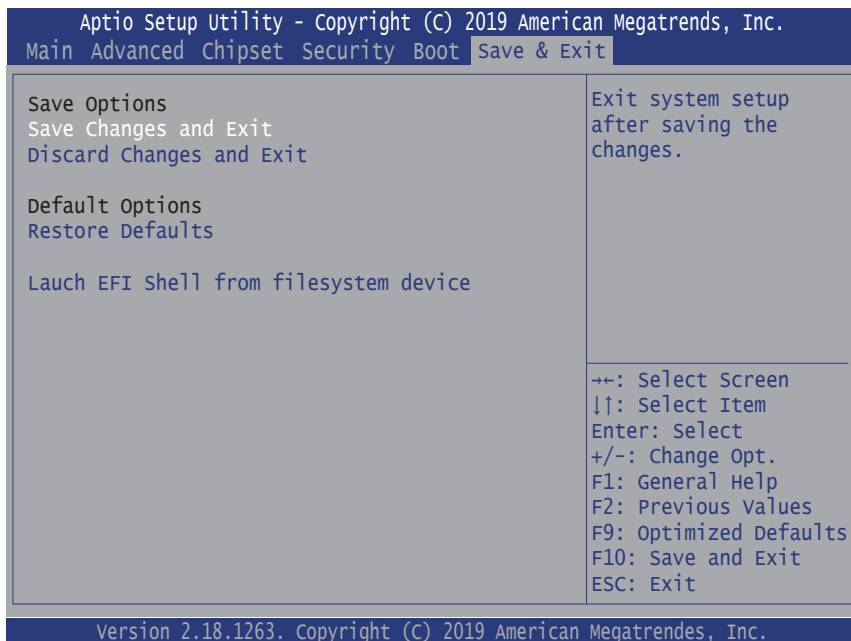 Aptio Setup Utility - Copyright (C) 2019 American Megatrends, Inc.
Main Advanced Chipset Security Boot Save & Exit
Save Options
Save Changes and Exit
Discard Changes and Exit
Default Options
Restore Defaults
Lauch EFI Shell from filesystem device
Exit system setup
after saving the
changes.
→←: Select Screen
↓↑: Select Item
Enter: Select
+/-: Change Opt.
F1: General Help
F2: Previous Values
F9: Optimized Defaults
F10: Save and Exit
ESC: Exit
Version 2.18.1263. Copyright (C) 2019 American Megatrendes, Inc.